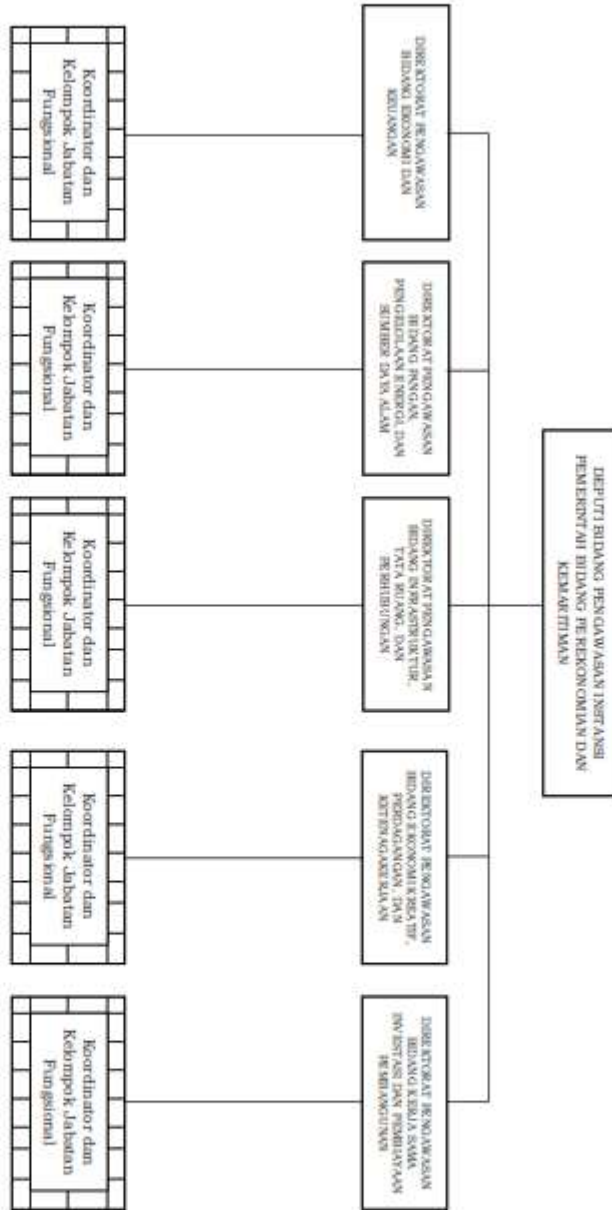 DEPUTI BIDANG PENGAWASAN INSTANSI
PEMERINTAH BIDANG PEREKONOMIAN DAN
KEMARITIMAN
DIREKTORAT PENGAWASAN
BIDANG EKONOMI DAN
KEUANGAN
DIREKTORAT PENGAWASAN
BIDANG PANGAN,
PENGELOLAAN ENERGI, DAN
SUMBER DAYA ALAM
DIREKTORAT PENGAWASAN
BIDANG INFRASTRUKTUR,
TATA RUANG, DAN
PERHUBUNGAN
DIREKTORAT PENGAWASAN
BIDANG EKONOMI KREATIF,
PERDAGANGAN, DAN
KETENAGAKERJAAN
DIREKTORAT PENGAWASAN
BIDANG KERJA SAMA
INVESTASI DAN PEMBIAYAAN
PEMBANGUNAN
Koordinator dan
Kelompok Jabatan
Fungsional
Koordinator dan
Kelompok Jabatan
Fungsional
Koordinator dan
Kelompok Jabatan
Fungsional
Koordinator dan
Kelompok Jabatan
Fungsional
Koordinator dan
Kelompok Jabatan
Fungsional